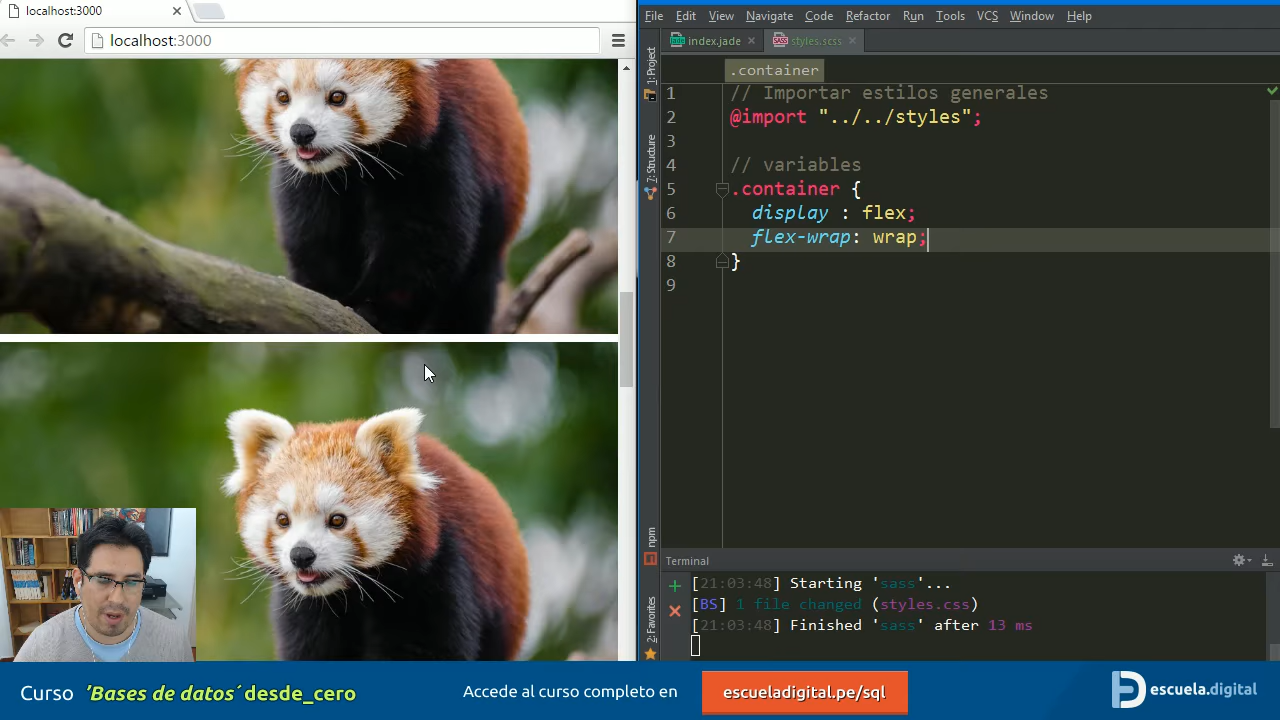 localhost:3000
localhost:3000
File Edit View Navigate Code Refactor Run Tools VCS Window Help
index.jade
styles.scss
1: Project
7: Structure
npm
2: Favorites
.container
1 // Importar estilos generales
2 @import "../../styles";
3
4 // variables
5 .container {
6 display : flex;
7 flex-wrap: wrap;
8 }
9
Terminal
[21:03:48] Starting 'sass'...
[BS] 1 file changed (styles.css)
[21:03:48] Finished 'sass' after 13 ms
Curso 'Bases de datos´ desde_cero
Accede al curso completo en
escueladigital.pe/sql
escuela.digital